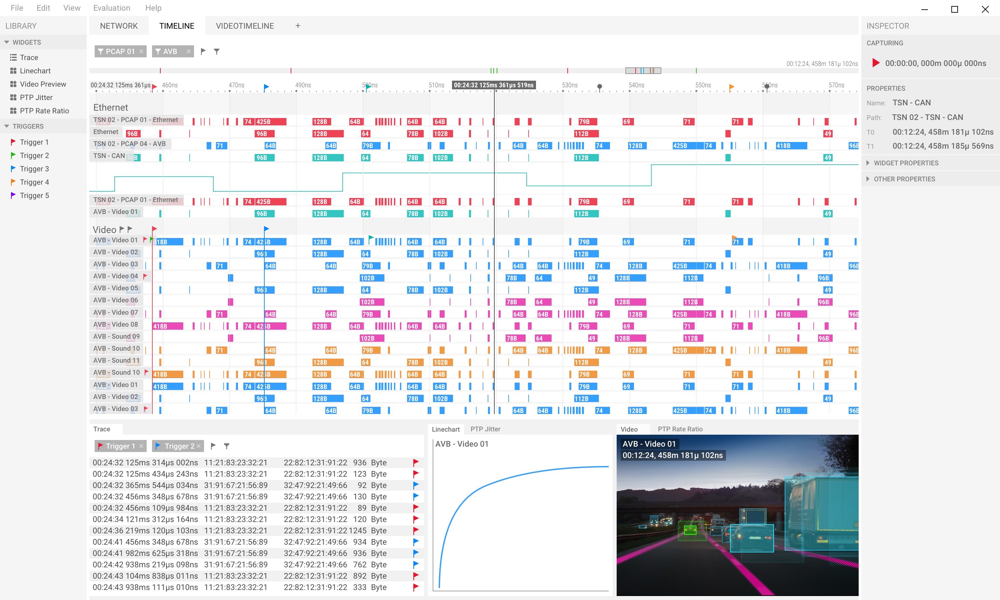 File Edit View Evaluation Help
LIBRARY
WIDGETS
Trace
Linechart
Video Preview
PTP Jitter
PTP Rate Ratio
TRIGGERS
Trigger 1
Trigger 2
Trigger 3
Trigger 4
Trigger 5
NETWORK TIMELINE VIDEOTIMELINE +
PCAP 01 × AVB ×
00:12:24, 458m 181µ 102ns
00:24:32 125ms 361µs 460ns 470ns 490ns 500ns 510ns 00:24:32 125ms 361µs 519ns 530ns 540ns 550ns 560ns 570ns
Ethernet
TSN 02 - PCAP 01 - Ethernet 74 425B 128B 64B 64B 64B 79B 69 71 71
Ethernet 96B 96B 128B 64 78B 102B 112B 49
TSN 02 - PCAP 04 - AVB 71 64B 64B 79B 64B 64B 74 128B 425B 74 418B 96B
TSN - CAN 96B 96B 128B 64 78B 102B 112B 49
TSN 02 - PCAP 01 - Ethernet 74 425B 128B 64B 64B 64B 79B 69 71 71
AVB - Video 01 96B 128B 64 78B 102B 112B 49
Video
AVB - Video 01 418B 74 425B 128B 64B 64B 64B 79B 69 71 71
AVB - Video 02 96B 128B 64 78B 102B 112B 49
AVB - Video 03 71 64B 64B 79B 64B 64B 74 128B 425B 74 418B 96B
AVB - Video 04 102B 78B 64 49 128B 112B 96B
AVB - Video 05 96B 128B 64 78B 102B 112B 49
AVB - Video 06 102B 78B 64 49 128B 112B 96B
AVB - Video 07 71 64B 64B 79B 64B 64B 74 128B 425B 74 418B 96B
AVB - Video 08 418B 74 425B 128B 64B 64B 64B 79B 69 71 71
AVB - Sound 09 102B 78B 64 49 128B 112B 96B
AVB - Sound 10 71 64B 64B 79B 64B 64B 74 128B 425B 74 418B 96B
AVB - Sound 11 96B 128B 64 78B 102B 112B 49
AVB - Sound 10 418B 74 425B 128B 64B 64B 64B 79B 69 71 71
AVB - Video 01 418B 74 425B 128B 64B 64B 64B 79B 69 71 71
AVB - Video 02 96B 128B 64 78B 102B 112B 49
AVB - Video 03 71 64B 64B 79B 64B 64B 74 128B 425B 74 418B 96B
Trace
Trigger 1 × Trigger 2 ×
00:24:32 125ms 314µs 002ns 11:21:83:23:32:21 22:82:12:31:91:22 936 Byte
00:24:32 125ms 434µs 243ns 11:21:83:23:32:21 22:82:12:31:91:22 123 Byte
00:24:32 365ms 544µs 034ns 31:91:67:21:56:89 32:47:92:21:49:66 92 Byte
00:24:32 456ms 348µs 678ns 31:91:67:21:56:89 32:47:92:21:49:66 130 Byte
00:24:32 456ms 109µs 984ns 11:21:83:23:32:21 22:82:12:31:91:22 89 Byte
00:24:34 121ms 312µs 164ns 11:21:83:23:32:21 22:82:12:31:91:22 120 Byte
00:24:36 219ms 120µs 103ns 11:21:83:23:32:21 22:82:12:31:91:22 1245 Byte
00:24:41 456ms 348µs 678ns 31:91:67:21:56:89 32:47:92:21:49:66 934 Byte
00:24:41 982ms 625µs 318ns 31:91:67:21:56:89 32:47:92:21:49:66 936 Byte
00:24:42 938ms 219µs 098ns 31:91:67:21:56:89 32:47:92:21:49:66 762 Byte
00:24:43 104ms 838µs 011ns 11:21:83:23:32:21 22:82:12:31:91:22 892 Byte
00:24:43 938ms 111µs 010ns 11:21:83:23:32:21 22:82:12:31:91:22 333 Byte
Linechart PTP Jitter
AVB - Video 01
Video PTP Rate Ratio
AVB - Video 01
00:12:24, 458m 181µ 102ns
INSPECTOR
CAPTURING
00:00:00, 000m 000µ 000ns
PROPERTIES
Name: TSN - CAN
Path: TSN 02 - TSN - CAN
T0 00:12:24, 458m 181µ 102ns
T1 00:12:24, 458m 185µ 569ns
WIDGET PROPERTIES
OTHER PROPERTIES